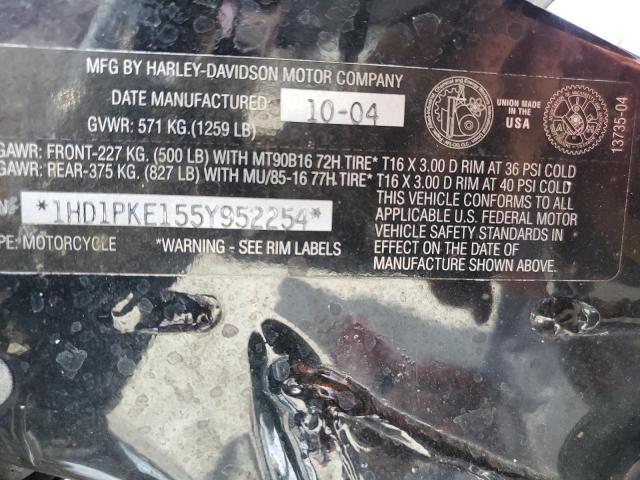 MFG BY HARLEY-DAVIDSON MOTOR COMPANY
DATE MANUFACTURED: 10-04
GVWR: 571 KG.(1259 LB)
UNION MADE
IN THE
USA
13735-04
GAWR: FRONT-227 KG. (500 LB) WITH MT90B16 72H TIRE* T16 X 3.00 D RIM AT 36 PSI COLD
GAWR: REAR-375 KG. (827 LB) WITH MU/85-16 77H TIRE* T16 X 3.00 D RIM AT 40 PSI COLD
*1HD1PKE155Y952254*
THIS VEHICLE CONFORMS TO ALL
APPLICABLE U.S. FEDERAL MOTOR
VEHICLE SAFETY STANDARDS IN
EFFECT ON THE DATE OF
MANUFACTURE SHOWN ABOVE.
PE: MOTORCYCLE *WARNING - SEE RIM LABELS